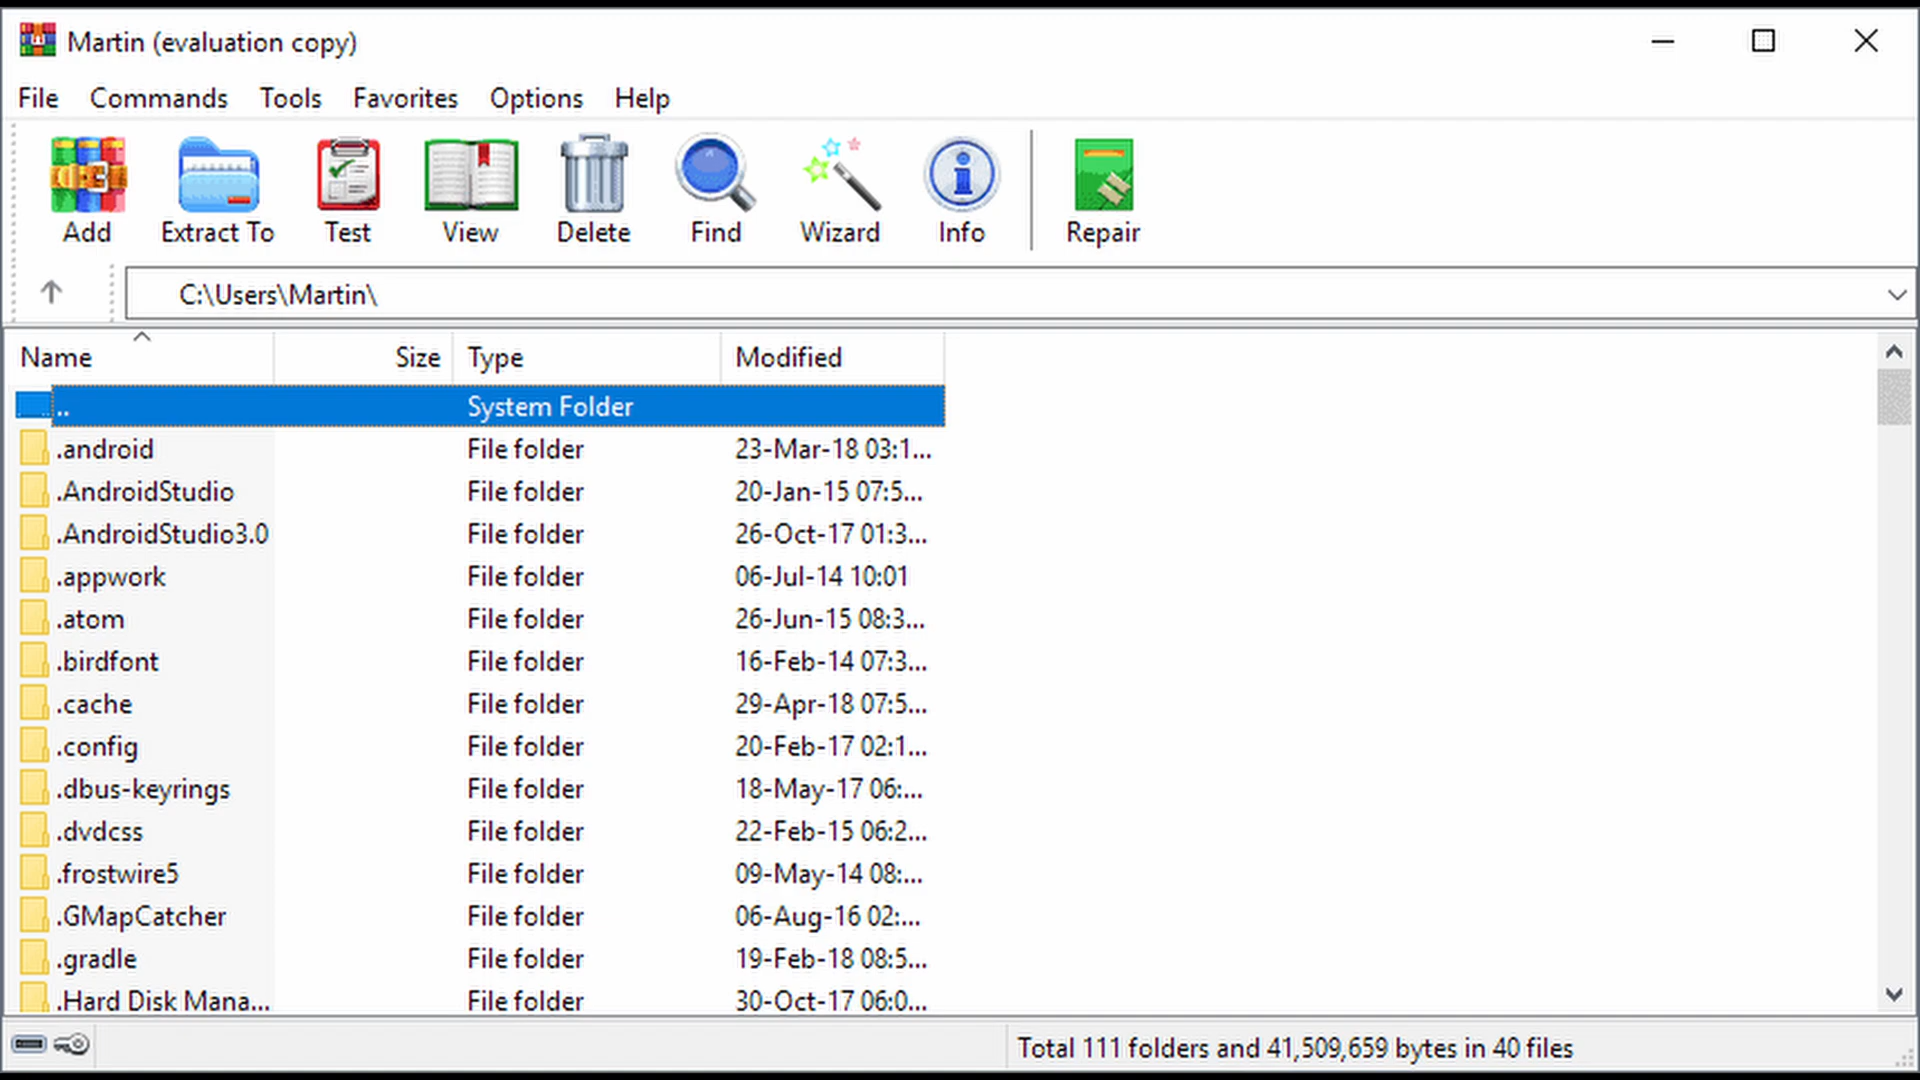 Martin (evaluation copy)
File Commands Tools Favorites Options Help
Add Extract To Test View Delete Find Wizard Info Repair
C:\Users\Martin\
Name Size Type Modified
.. System Folder
.android File folder 23-Mar-18 03:1...
.AndroidStudio File folder 20-Jan-15 07:5...
.AndroidStudio3.0 File folder 26-Oct-17 01:3...
.appwork File folder 06-Jul-14 10:01
.atom File folder 26-Jun-15 08:3...
.birdfont File folder 16-Feb-14 07:3...
.cache File folder 29-Apr-18 07:5...
.config File folder 20-Feb-17 02:1...
.dbus-keyrings File folder 18-May-17 06:...
.dvdcss File folder 22-Feb-15 06:2...
.frostwire5 File folder 09-May-14 08:...
.GMapCatcher File folder 06-Aug-16 02:...
.gradle File folder 19-Feb-18 08:5...
.Hard Disk Mana... File folder 30-Oct-17 06:0...
Total 111 folders and 41,509,659 bytes in 40 files